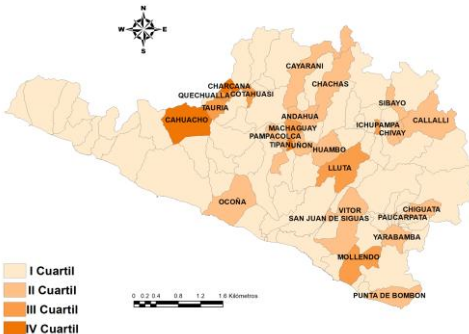 N
W E
S
CAYARANI
CHARCANA
CHACHAS
QUECHUALLA COTAHUASI
TAURIA
SIBAYO
CAHUACHO
ANDAHUA
CALLALLI
MACHAGUAY
ICHUPAMPA
PAMPACOLCA
CHIVAY
TIPAN UÑON
HUAMBO
LLUTA
OCOÑA
VITOR
CHIGUATA
SAN JUAN DE SIGUAS
PAUCARPATA
YARABAMBA
MOLLENDO
PUNTA DE BOMBON
I Cuartil
II Cuartil
III Cuartil
IV Cuartil
0 0.2 0.4 0.8 1.2 1.6 Kilómetros